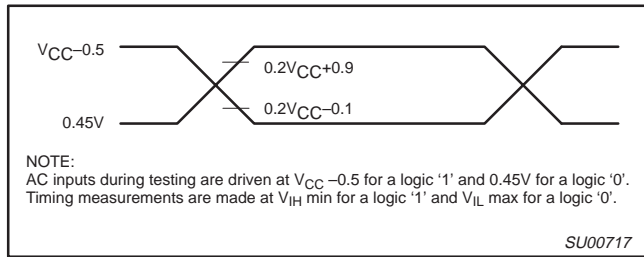 VCC–0.5
0.2VCC+0.9
0.2VCC–0.1
0.45V
NOTE:
AC inputs during testing are driven at VCC –0.5 for a logic ‘1’ and 0.45V for a logic ‘0’.
Timing measurements are made at VIH min for a logic ‘1’ and VIL max for a logic ‘0’.
SU00717